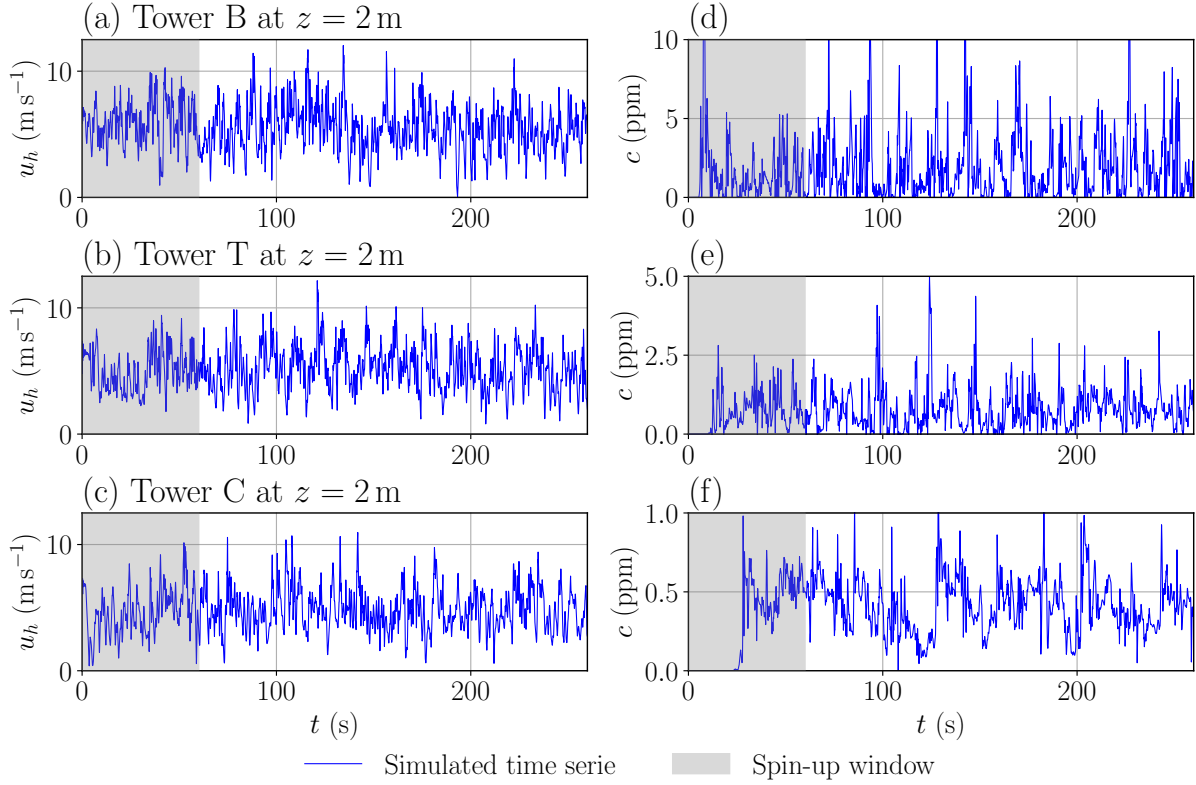 (a) Tower B at z = 2 m
(d)
10
0
u_h (m s⁻¹)
0
100
200
10
5
0
c (ppm)
0
100
200
(b) Tower T at z = 2 m
(e)
10
0
u_h (m s⁻¹)
0
100
200
5.0
2.5
0.0
c (ppm)
0
100
200
(c) Tower C at z = 2 m
(f)
10
0
u_h (m s⁻¹)
0
100
200
t (s)
1.0
0.5
0.0
c (ppm)
0
100
200
t (s)
Simulated time serie
Spin-up window